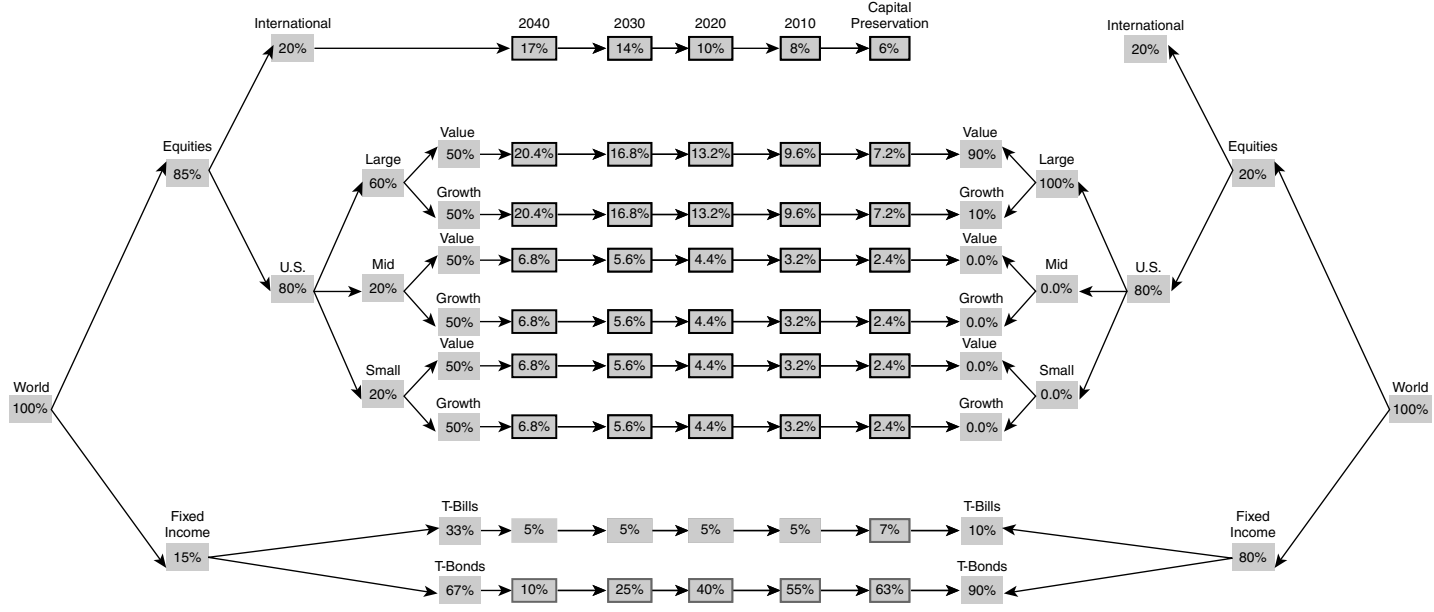 International 2040 2030 2020 2010 Capital Preservation International
20% 17% 14% 10% 8% 6% 20%
Value Value
Equities Large 50% 20.4% 16.8% 13.2% 9.6% 7.2% 90% Large Equities
85% 60% 100% 20%
Growth Growth
50% 20.4% 16.8% 13.2% 9.6% 7.2% 10%
Value Value
U.S. Mid 50% 6.8% 5.6% 4.4% 3.2% 2.4% 0.0% Mid U.S.
80% 20% 0.0% 80%
Growth Growth
50% 6.8% 5.6% 4.4% 3.2% 2.4% 0.0%
Value Value
Small 50% 6.8% 5.6% 4.4% 3.2% 2.4% 0.0% Small
World 20% 0.0% World
100% Growth Growth 100%
50% 6.8% 5.6% 4.4% 3.2% 2.4% 0.0%
T-Bills T-Bills
Fixed Income 33% 5% 5% 5% 5% 7% 10% Fixed Income
15% 80%
T-Bonds T-Bonds
67% 10% 25% 40% 55% 63% 90%